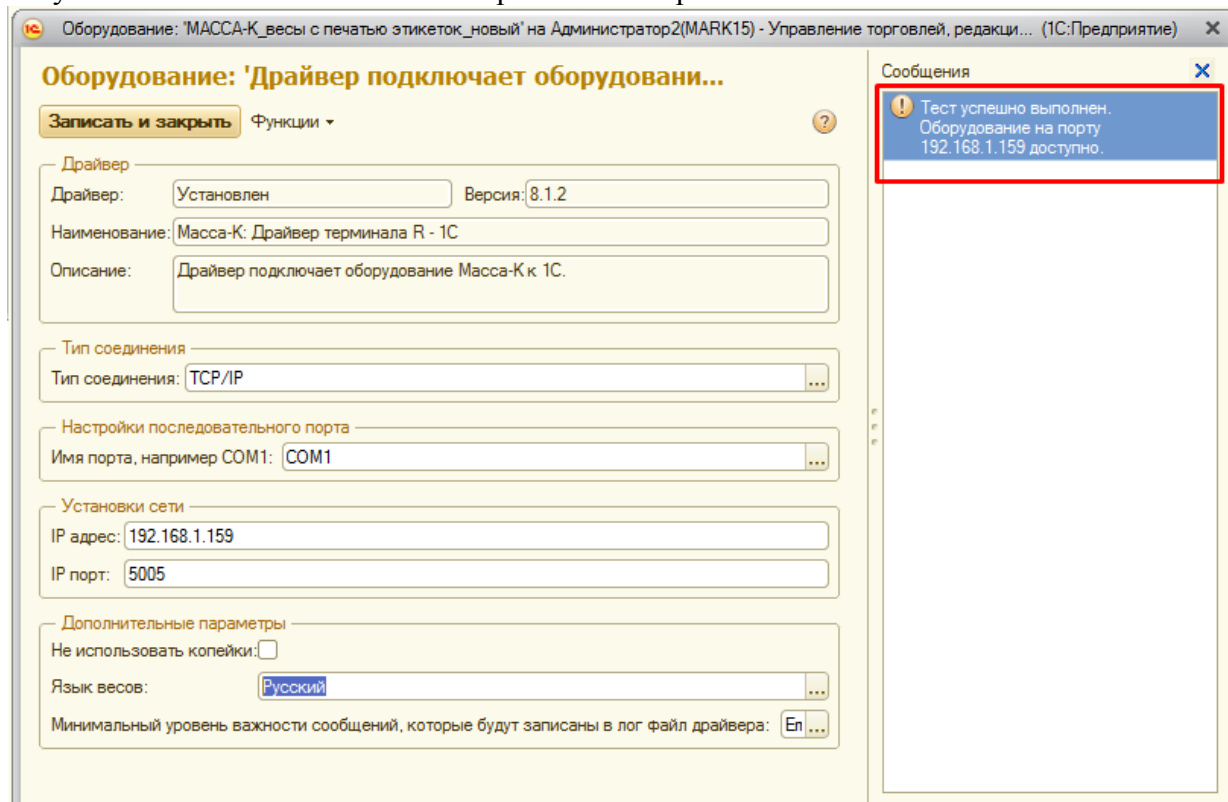 Оборудование: 'МАССА-К_весы с печатью этикеток_новый' на Администратор2(MARK15) - Управление торговлей, редакци... (1С:Предприятие)
Оборудование: 'Драйвер подключает оборудовани...
Записать и закрыть Функции
Драйвер
Драйвер: Установлен Версия: 8.1.2
Наименование: Масса-К: Драйвер терминала R - 1C
Описание: Драйвер подключает оборудование Масса-К к 1С.
Тип соединения
Тип соединения: TCP/IP ...
Настройки последовательного порта
Имя порта, например COM1: COM1 ...
Установки сети
IP адрес: 192.168.1.159
IP порт: 5005
Дополнительные параметры
Не использовать копейки:
Язык весов: Русский ...
Минимальный уровень важности сообщений, которые будут записаны в лог файл драйвера: ...
Сообщения
Тест успешно выполнен.
Оборудование на порту
192.168.1.159 доступно.